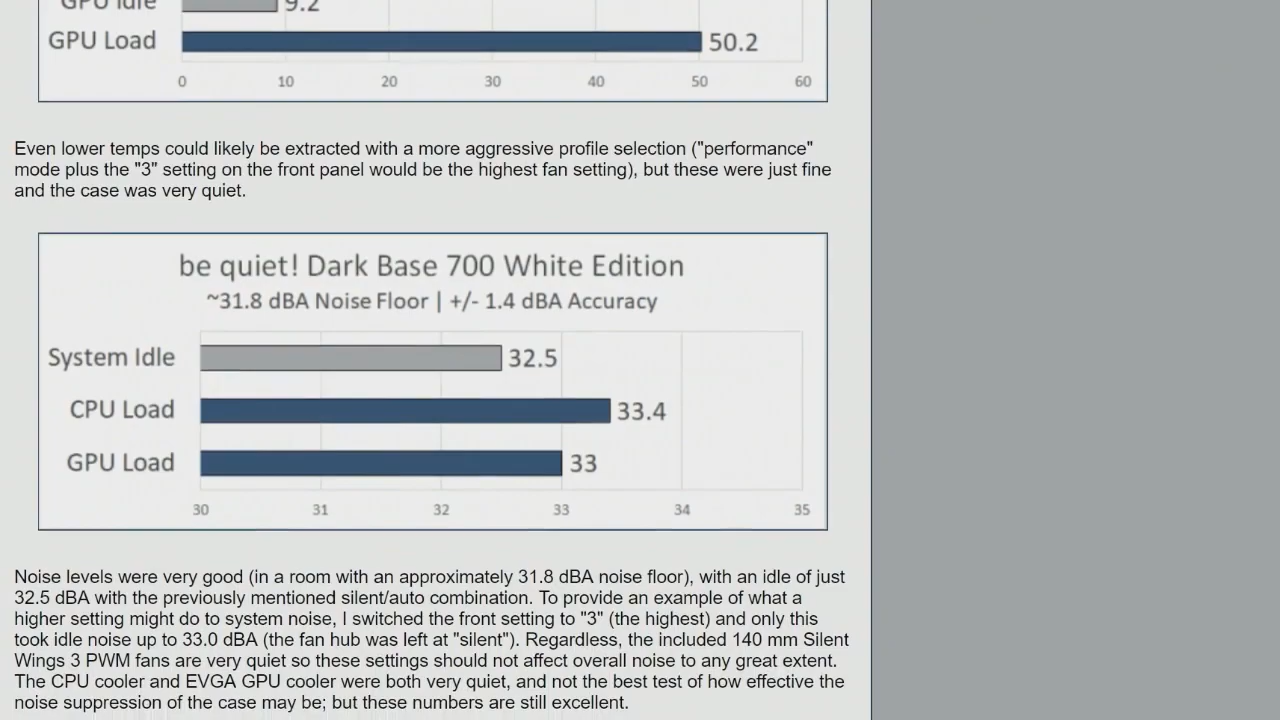 GPU Idle 9.2
GPU Load 50.2
0 10 20 30 40 50 60
Even lower temps could likely be extracted with a more aggressive profile selection ("performance"
mode plus the "3" setting on the front panel would be the highest fan setting), but these were just fine
and the case was very quiet.
be quiet! Dark Base 700 White Edition
~31.8 dBA Noise Floor | +/- 1.4 dBA Accuracy
System Idle 32.5
CPU Load 33.4
GPU Load 33
30 31 32 33 34 35
Noise levels were very good (in a room with an approximately 31.8 dBA noise floor), with an idle of just
32.5 dBA with the previously mentioned silent/auto combination. To provide an example of what a
higher setting might do to system noise, I switched the front setting to "3" (the highest) and only this
took idle noise up to 33.0 dBA (the fan hub was left at "silent"). Regardless, the included 140 mm Silent
Wings 3 PWM fans are very quiet so these settings should not affect overall noise to any great extent.
The CPU cooler and EVGA GPU cooler were both very quiet, and not the best test of how effective the
noise suppression of the case may be; but these numbers are still excellent.